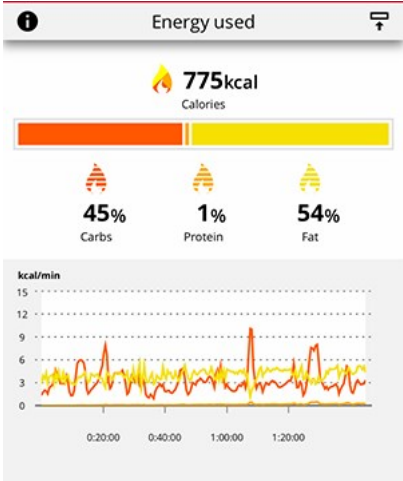 Energy used
775kcal
Calories
45% 1% 54%
Carbs Protein Fat
kcal/min
15
12
9
6
3
0
0:20:00 0:40:00 1:00:00 1:20:00